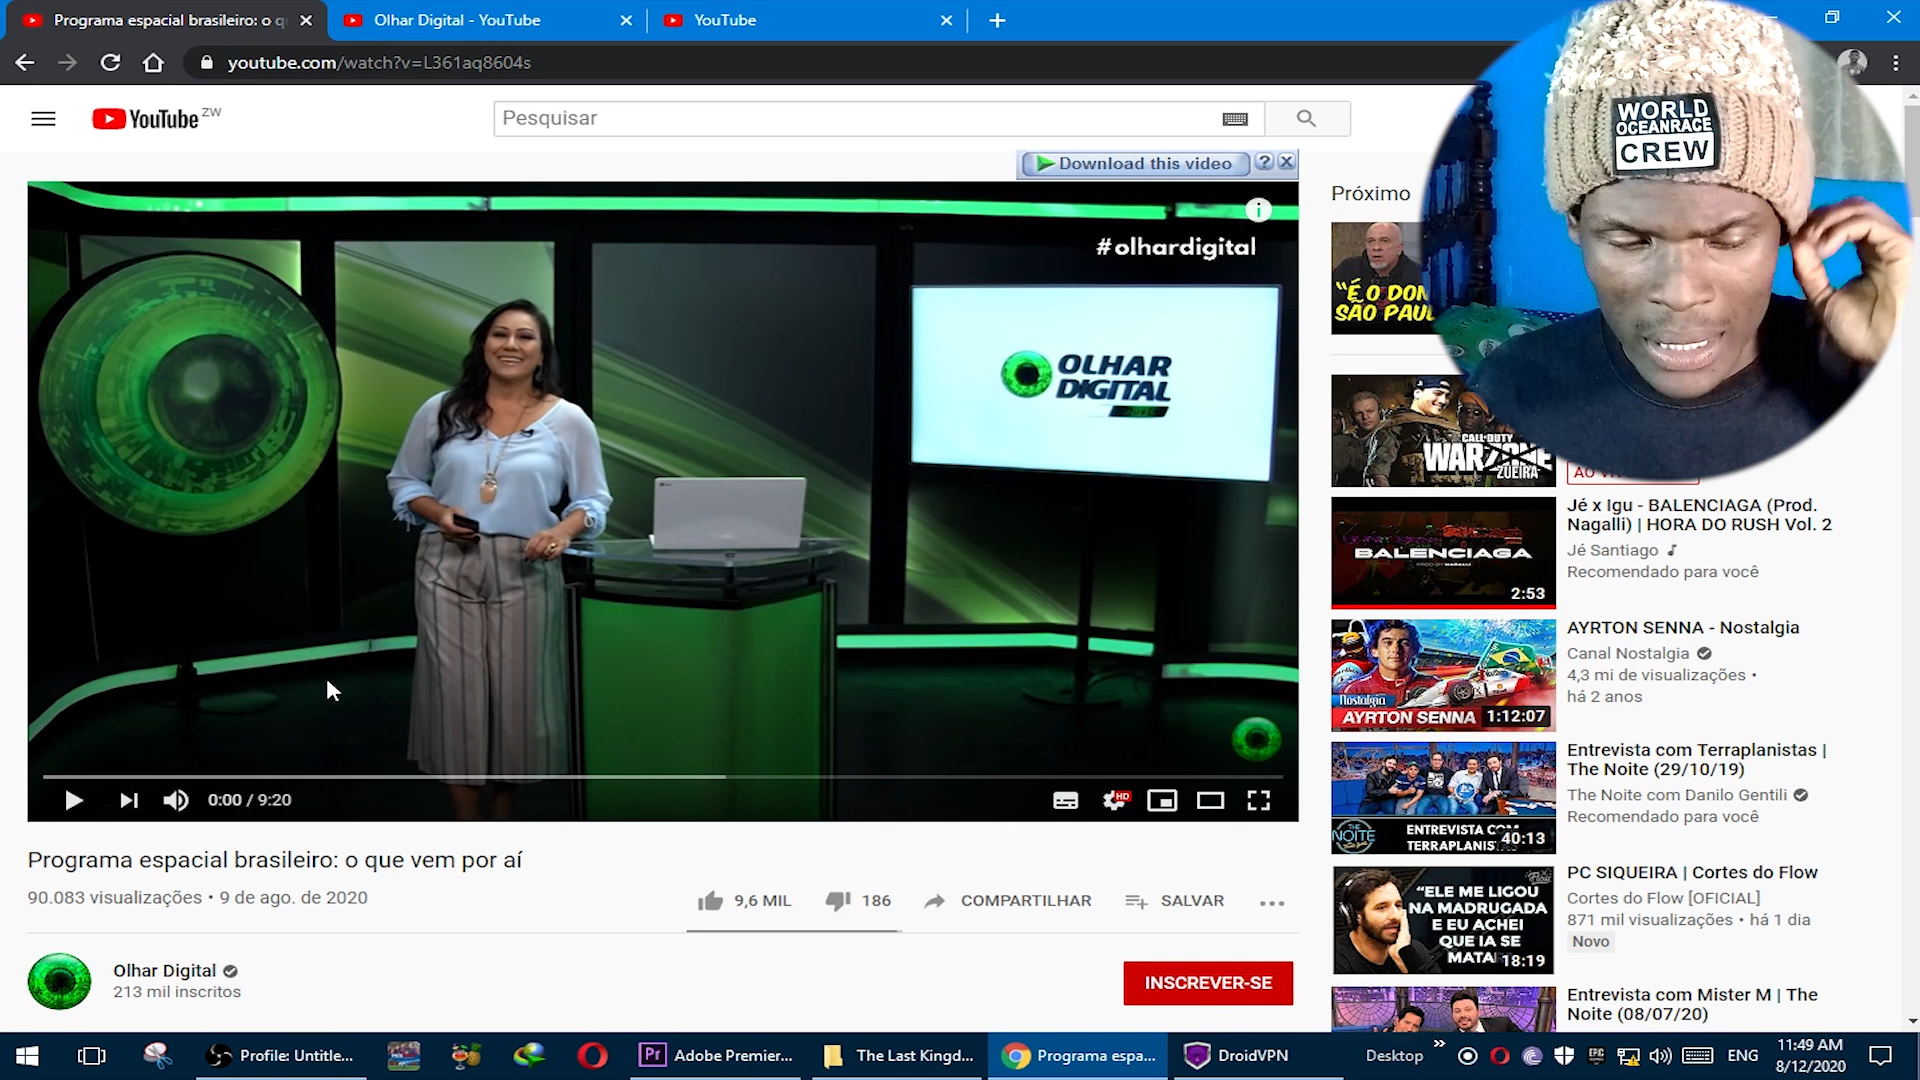 Programa espacial brasileiro: o q
Olhar Digital - YouTube
YouTube
youtube.com/watch?v=L361aq8604s
YouTube ZW
Pesquisar
Download this video
?
WORLD
OCEANRACE
CREW
#olhardigital
OLHAR
DIGITAL
0:00 / 9:20
HD
Programa espacial brasileiro: o que vem por aí
90.083 visualizações • 9 de ago. de 2020
9,6 MIL
186
COMPARTILHAR
SALVAR
Olhar Digital
213 mil inscritos
INSCREVER-SE
Próximo
"É O DON
SÃO PAUL
CALL OF DUTY
WARZONE
ZUEIRA
AO VIV
BALENCIAGA
2:53
Jé x Igu - BALENCIAGA (Prod.
Nagalli) | HORA DO RUSH Vol. 2
Jé Santiago
Recomendado para você
Nostalgia
AYRTON SENNA
1:12:07
AYRTON SENNA - Nostalgia
Canal Nostalgia
4,3 mi de visualizações •
há 2 anos
THE
NOITE
ENTREVISTA COM
TERRAPLANIS
40:13
Entrevista com Terraplanistas |
The Noite (29/10/19)
The Noite com Danilo Gentili
Recomendado para você
"ELE ME LIGOU
NA MADRUGADA
E EU ACHEI
QUE IA SE
MATA
18:19
PC SIQUEIRA | Cortes do Flow
Cortes do Flow [OFICIAL]
871 mil visualizações • há 1 dia
Novo
Entrevista com Mister M | The
Noite (08/07/20)
Profile: Untitle...
Pr
Adobe Premier...
The Last Kingd...
Programa espa...
DroidVPN
Desktop
EPIC
ENG
11:49 AM
8/12/2020